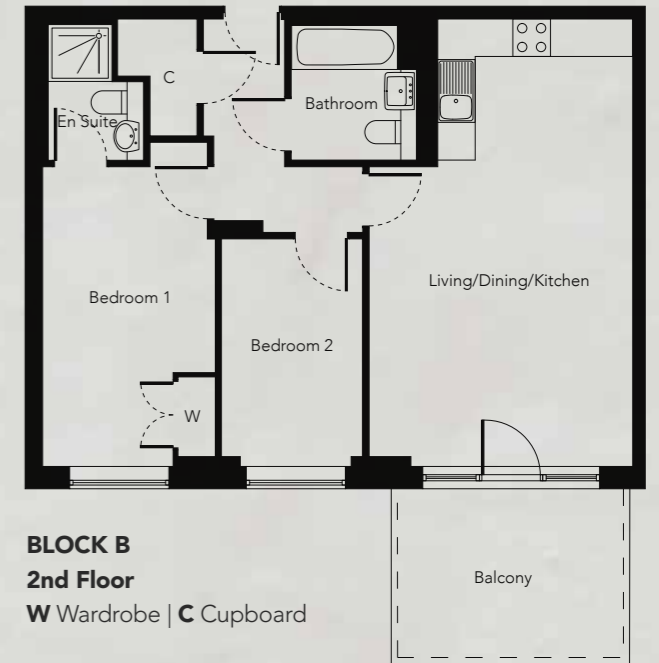 C
Bathroom
En Suite
Living/Dining/Kitchen
Bedroom 1
Bedroom 2
W
BLOCK B
2nd Floor
W Wardrobe | C Cupboard
Balcony